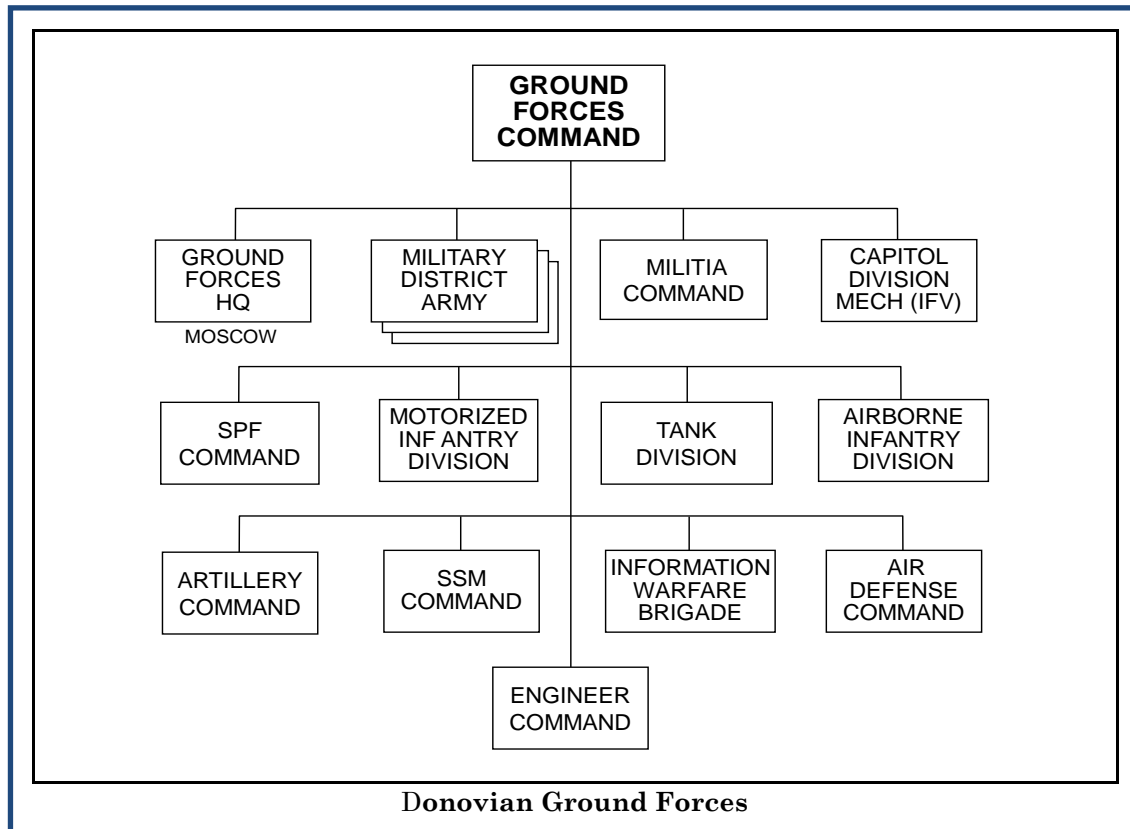 GROUND
FORCES
COMMAND
GROUND
FORCES
HQ
MOSCOW
MILITARY
DISTRICT
ARMY
MILITIA
COMMAND
CAPITOL
DIVISION
MECH (IFV)
SPF
COMMAND
MOTORIZED
INF ANTRY
DIVISION
TANK
DIVISION
AIRBORNE
INFANTRY
DIVISION
ARTILLERY
COMMAND
SSM
COMMAND
INFORMATION
WARFARE
BRIGADE
AIR
DEFENSE
COMMAND
ENGINEER
COMMAND
Donovian Ground Forces